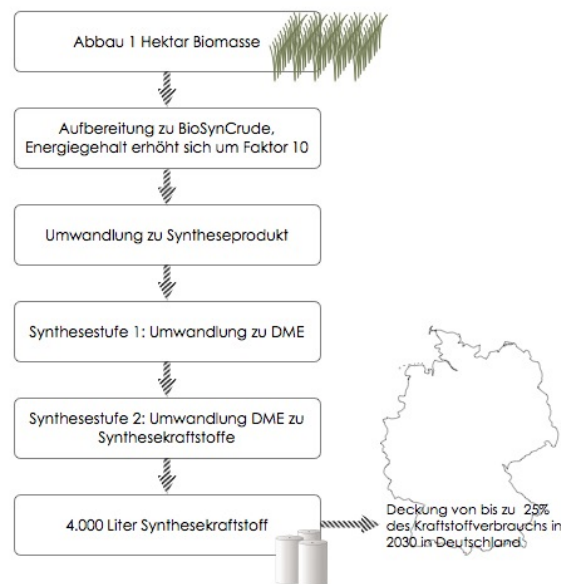 Abbau 1 Hektar Biomasse
Aufbereitung zu BioSynCrude,
Energiegehalt erhöht sich um Faktor 10
Umwandlung zu Syntheseprodukt
Synthesestufe 1: Umwandlung zu DME
Synthesestufe 2: Umwandlung DME zu
Synthesekraftstoffe
4.000 Liter Synthesekraftstoff
Deckung von bis zu 25%
des Kraftstoffverbrauchs in
2030 in Deutschland